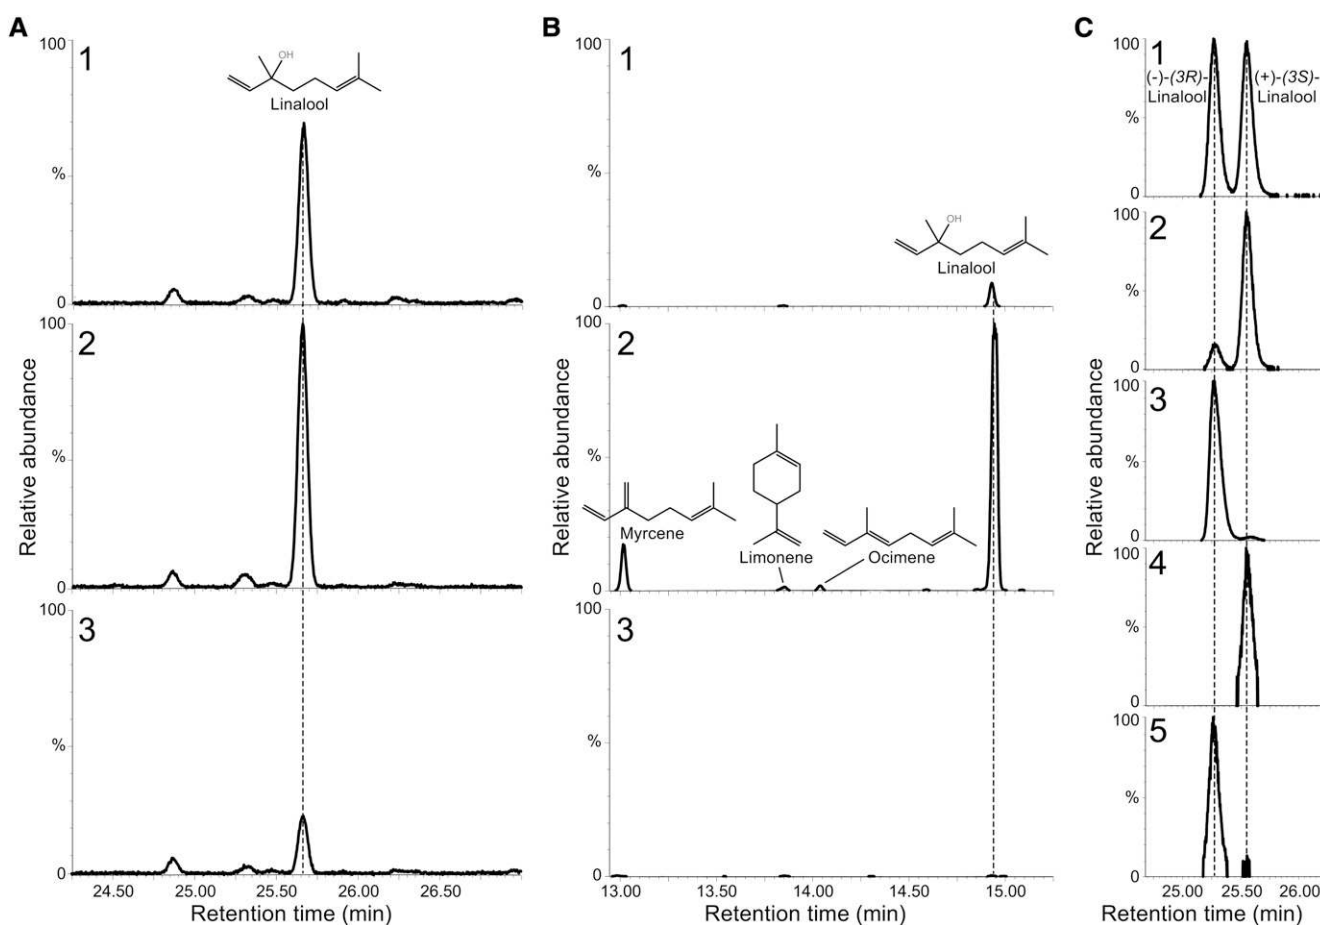 A
1
100
%
0
OH
Linalool
2
100
%
0
3
100
%
0
24.50 25.00 25.50 26.00 26.50
Retention time (min)
Relative abundance
B
1
100
%
0
OH
Linalool
2
100
%
0
Myrcene
Limonene
Ocimene
3
100
%
0
13.00 13.50 14.00 14.50 15.00
Retention time (min)
Relative abundance
C
1
100
%
0
(-)-(3R)-
Linalool
(+)-(3S)-
Linalool
2
100
%
0
3
100
%
0
4
100
%
0
5
100
%
0
25.00 25.50 26.00
Retention time (min)
Relative abundance